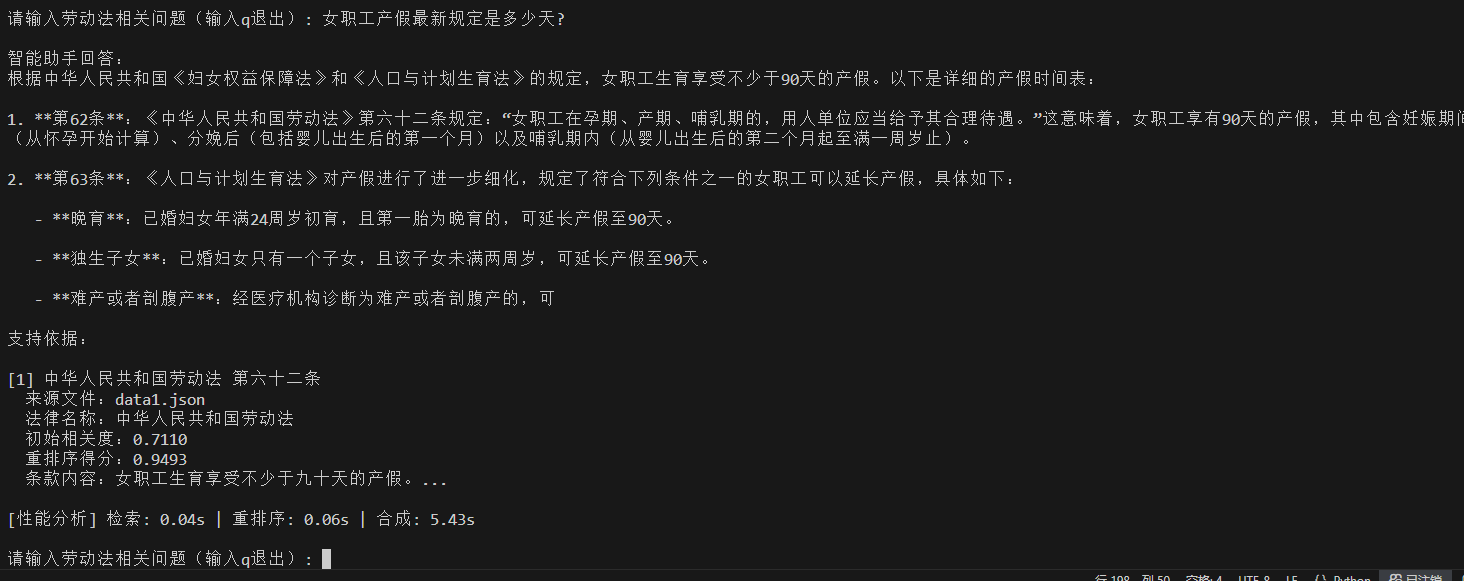 请输入劳动法相关问题（输入q退出）: 女职工产假最新规定是多少天?
智能助手回答:
根据中华人民共和国《妇女权益保障法》和《人口与计划生育法》的规定，女职工生育享受不少于90天的产假。以下是详细的产假时间表：
1. **第62条**：《中华人民共和国劳动法》第六十二条规定：“女职工在孕期、产期、哺乳期的，用人单位应当给予其合理待遇。”这意味着，女职工享有90天的产假，其中包含妊娠期间
（从怀孕开始计算）、分娩后（包括婴儿出生后的第一个月）以及哺乳期内（从婴儿出生后的第二个月起至满一周岁止）。
2. **第63条**：《人口与计划生育法》对产假进行了进一步细化，规定了符合下列条件之一的女职工可以延长产假，具体如下：
- **晚育**：已婚妇女年满24周岁初育，且第一胎为晚育的，可延长产假至90天。
- **独生子女**：已婚妇女只有一个子女，且该子女未满两周岁，可延长产假至90天。
- **难产或者剖腹产**：经医疗机构诊断为难产或者剖腹产的，可
支持依据:
[1] 中华人民共和国劳动法 第六十二条
来源文件: data1.json
法律名称: 中华人民共和国劳动法
初始相关度: 0.7110
重排序得分: 0.9493
条款内容: 女职工生育享受不少于九十天的产假。...
[性能分析] 检索: 0.04s | 重排序: 0.06s | 合成: 5.43s
请输入劳动法相关问题（输入q退出）:
行 198，列 50 空格: 4 UTF-8 LF {} Python 已注销